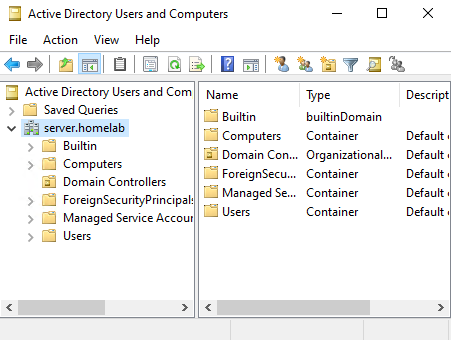 Active Directory Users and Computers
File Action View Help
Active Directory Users and Com
Saved Queries
server.homelab
Builtin
Computers
Domain Controllers
ForeignSecurityPrincipals
Managed Service Accour
Users
Name Type Descript
Builtin builtinDomain
Computers Container Default c
Domain Con... Organizational... Default c
ForeignSecu... Container Default c
Managed Se... Container Default c
Users Container Default c